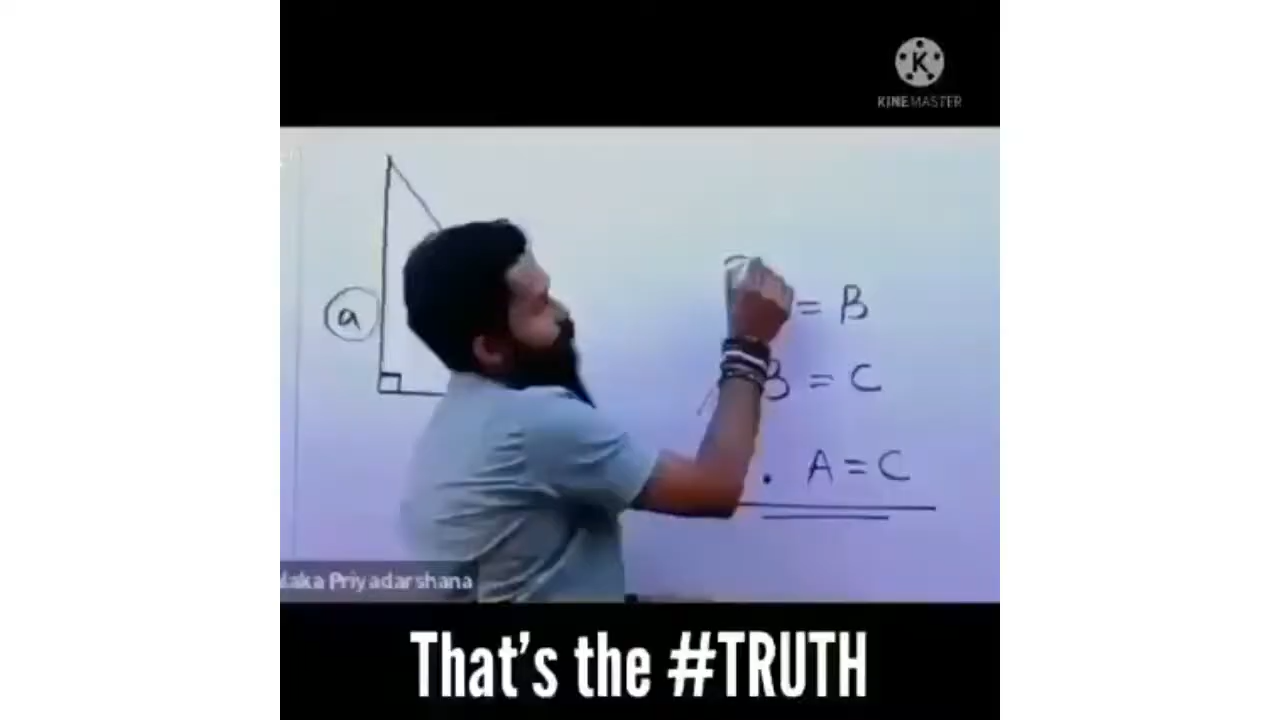 K
KINEMASTER
a
= B
B = C
A = C
laka Priyadarshana
That's the #TRUTH